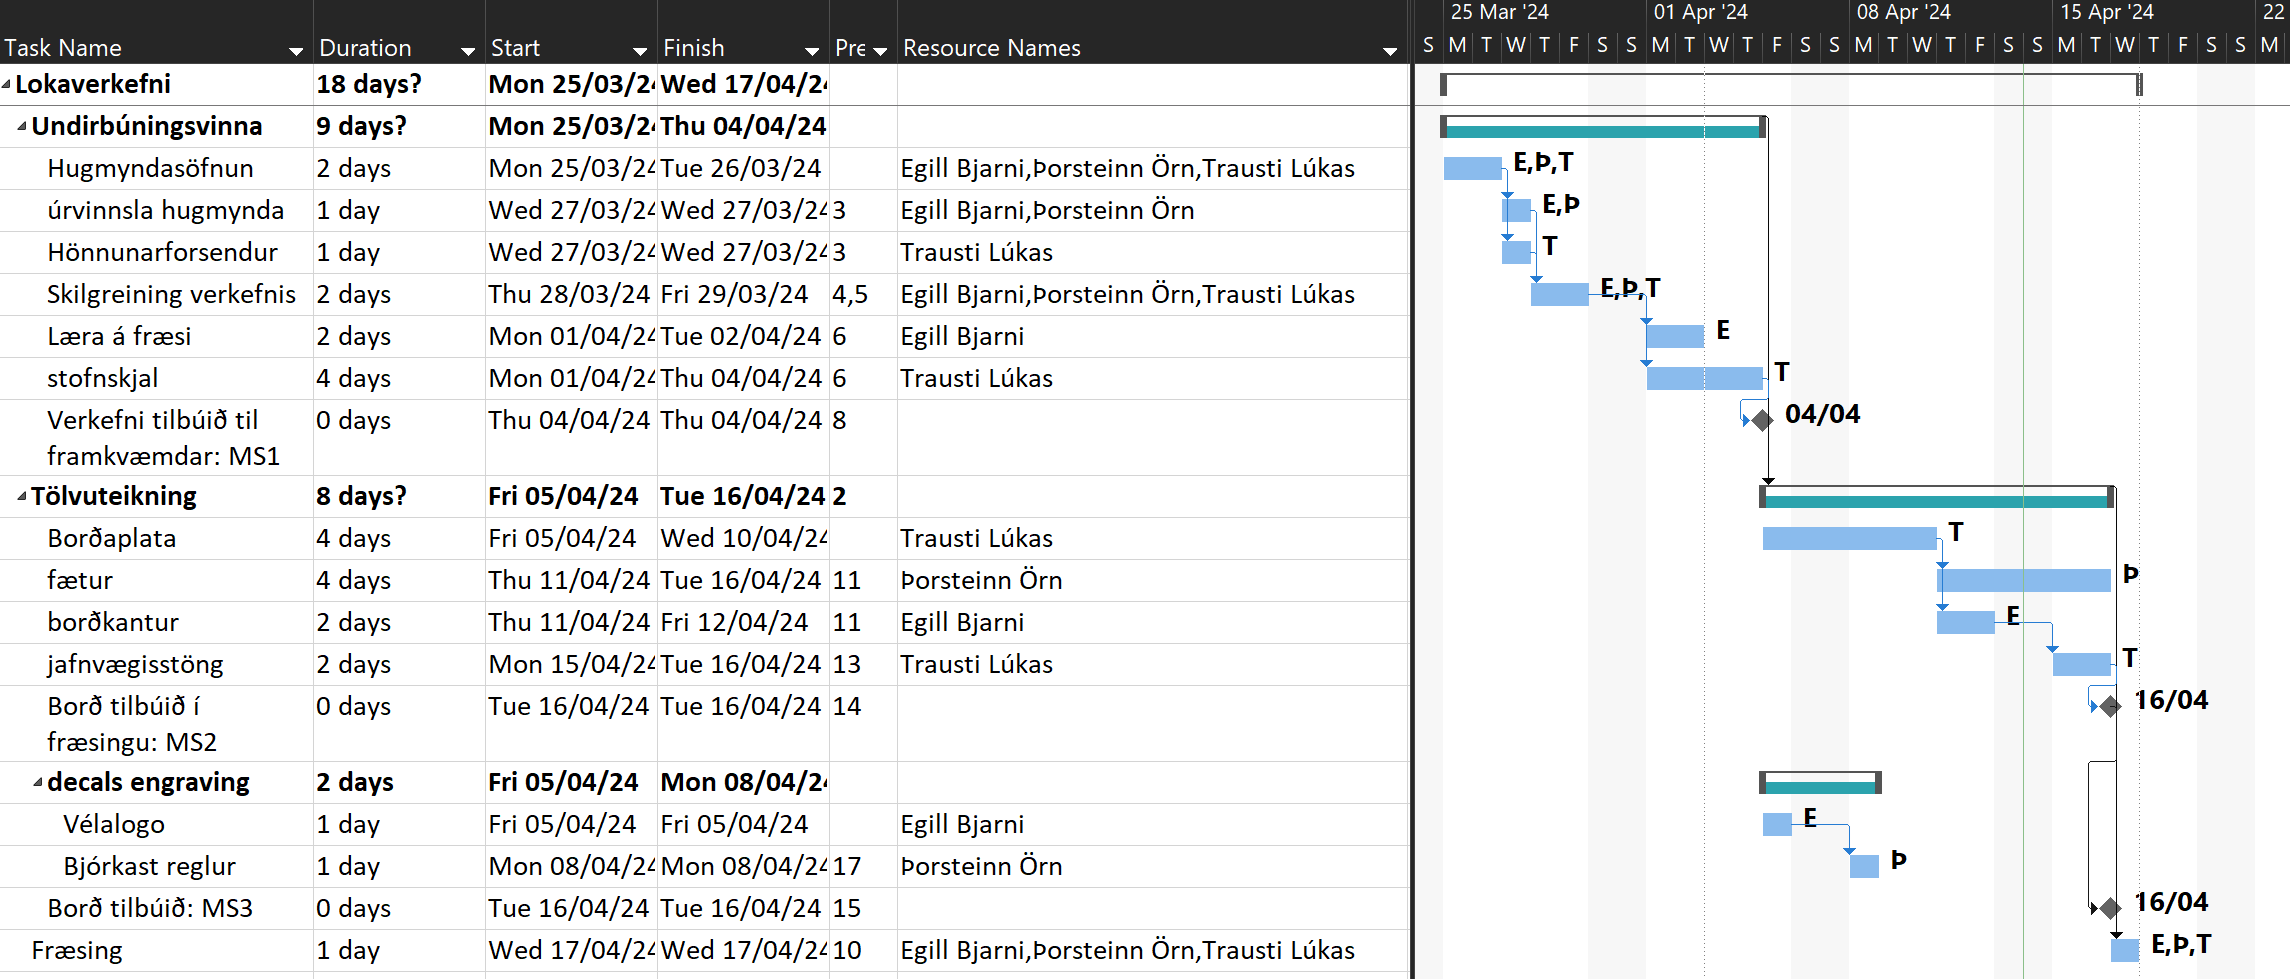 25 Mar '24 01 Apr '24 08 Apr '24 15 Apr '24 22
Task Name Duration Start Finish Pre Resource Names S M T W T F S S M T W T F S S M T W T F S S M T W T F S S M
Lokaverkefni 18 days? Mon 25/03/24 Wed 17/04/24
Undirbúningsvinna 9 days? Mon 25/03/24 Thu 04/04/24
Hugmyndasöfnun 2 days Mon 25/03/24 Tue 26/03/24 Egill Bjarni,Þorsteinn Örn,Trausti Lúkas E,Þ,T
úrvinnsla hugmynda 1 day Wed 27/03/24 Wed 27/03/24 3 Egill Bjarni,Þorsteinn Örn E,Þ
Hönnunarforsendur 1 day Wed 27/03/24 Wed 27/03/24 3 Trausti Lúkas T
Skilgreining verkefnis 2 days Thu 28/03/24 Fri 29/03/24 4,5 Egill Bjarni,Þorsteinn Örn,Trausti Lúkas E,Þ,T
Læra á fræsi 2 days Mon 01/04/24 Tue 02/04/24 6 Egill Bjarni E
stofnskjal 4 days Mon 01/04/24 Thu 04/04/24 6 Trausti Lúkas T
Verkefni tilbúið til 0 days Thu 04/04/24 Thu 04/04/24 8 04/04
framkvæmdar: MS1
Tölvuteikning 8 days? Fri 05/04/24 Tue 16/04/24 2
Borðaplata 4 days Fri 05/04/24 Wed 10/04/24 Trausti Lúkas T
fætur 4 days Thu 11/04/24 Tue 16/04/24 11 Þorsteinn Örn Þ
borðkantur 2 days Thu 11/04/24 Fri 12/04/24 11 Egill Bjarni E
jafnvægisstöng 2 days Mon 15/04/24 Tue 16/04/24 13 Trausti Lúkas T
Borð tilbúið í 0 days Tue 16/04/24 Tue 16/04/24 14 16/04
fræsingu: MS2
decals engraving 2 days Fri 05/04/24 Mon 08/04/24
Vélalogo 1 day Fri 05/04/24 Fri 05/04/24 Egill Bjarni E
Bjórkast reglur 1 day Mon 08/04/24 Mon 08/04/24 17 Þorsteinn Örn Þ
Borð tilbúið: MS3 0 days Tue 16/04/24 Tue 16/04/24 15 16/04
Fræsing 1 day Wed 17/04/24 Wed 17/04/24 10 Egill Bjarni,Þorsteinn Örn,Trausti Lúkas E,Þ,T